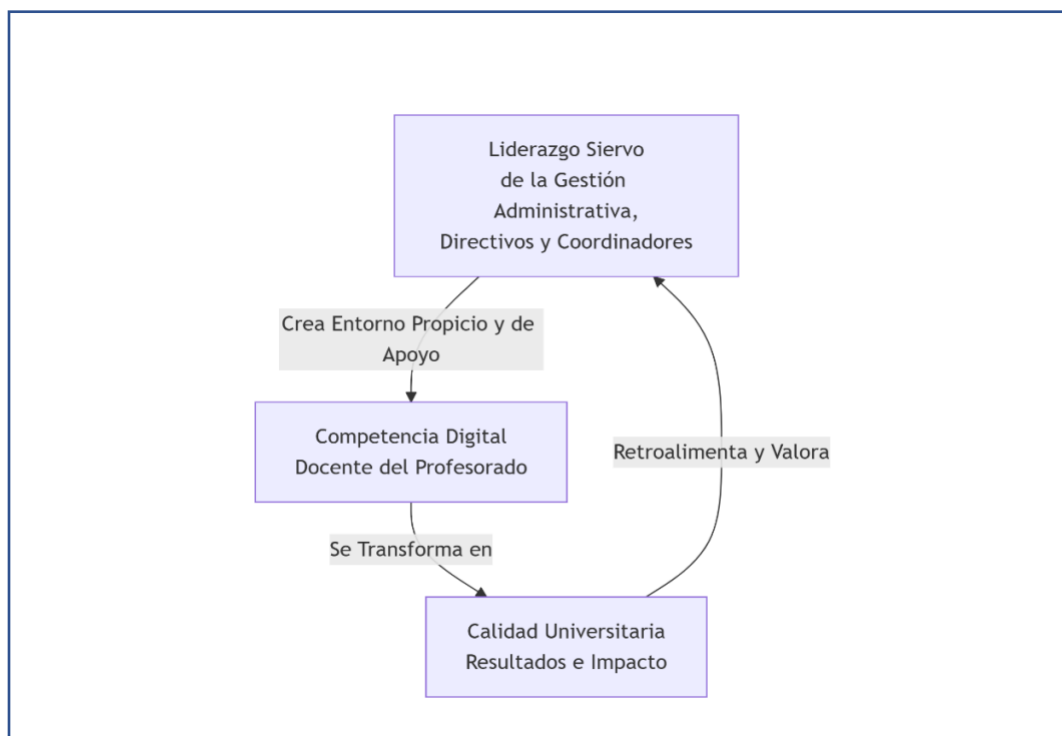 Liderazgo Siervo
de la Gestión
Administrativa,
Directivos y Coordinadores
Crea Entorno Propicio y de
Apoyo
Competencia Digital
Docente del Profesorado
Retroalimenta y Valora
Se Transforma en
Calidad Universitaria
Resultados e Impacto